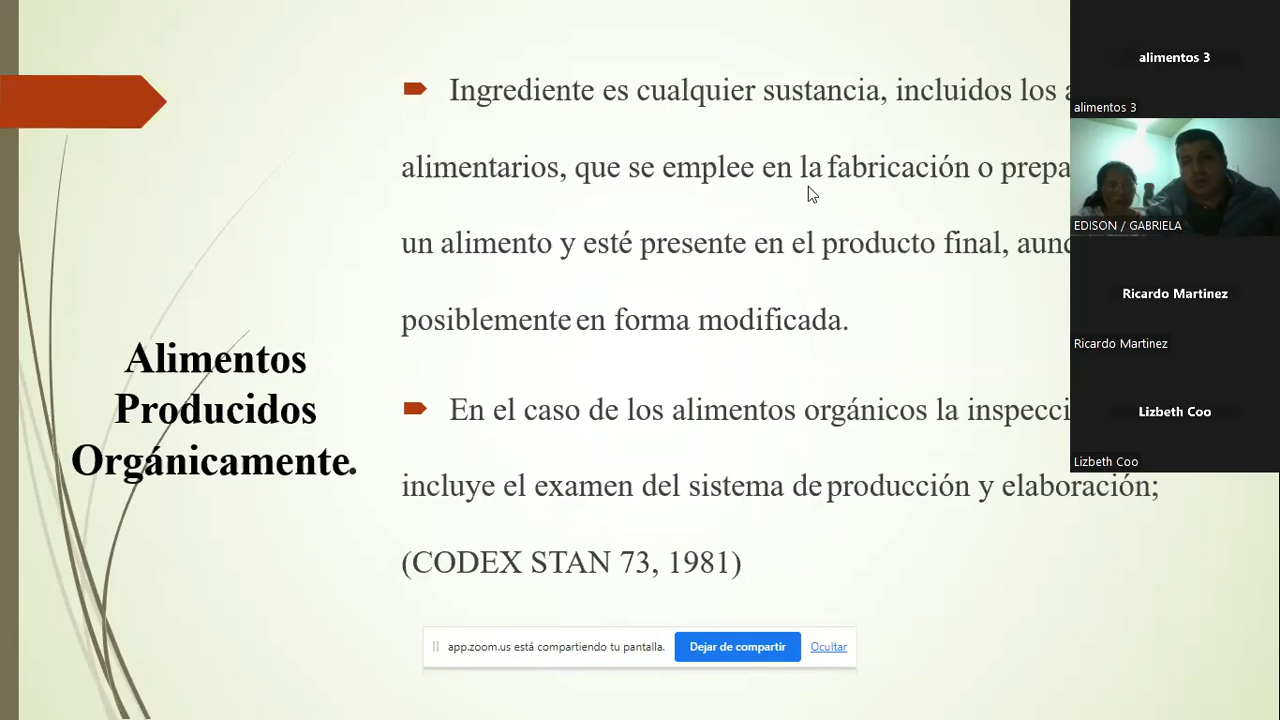 Alimentos
Producidos
Orgánicamente.
Ingrediente es cualquier sustancia, incluidos los
alimentarios, que se emplee en la fabricación o
un alimento y esté presente en el producto final,
posiblemente en forma modificada.
En el caso de los alimentos orgánicos la
incluye el examen del sistema de producción y elaboración;
(CODEX STAN 73, 1981)
app.zoom.us está compartiendo tu pantalla.
Dejar de compartir
Ocultar
alimentos 3
alimentos 3
EDISON / GABRIELA
Ricardo Martinez
Ricardo Martinez
Lizbeth Coo
Lizbeth Coo